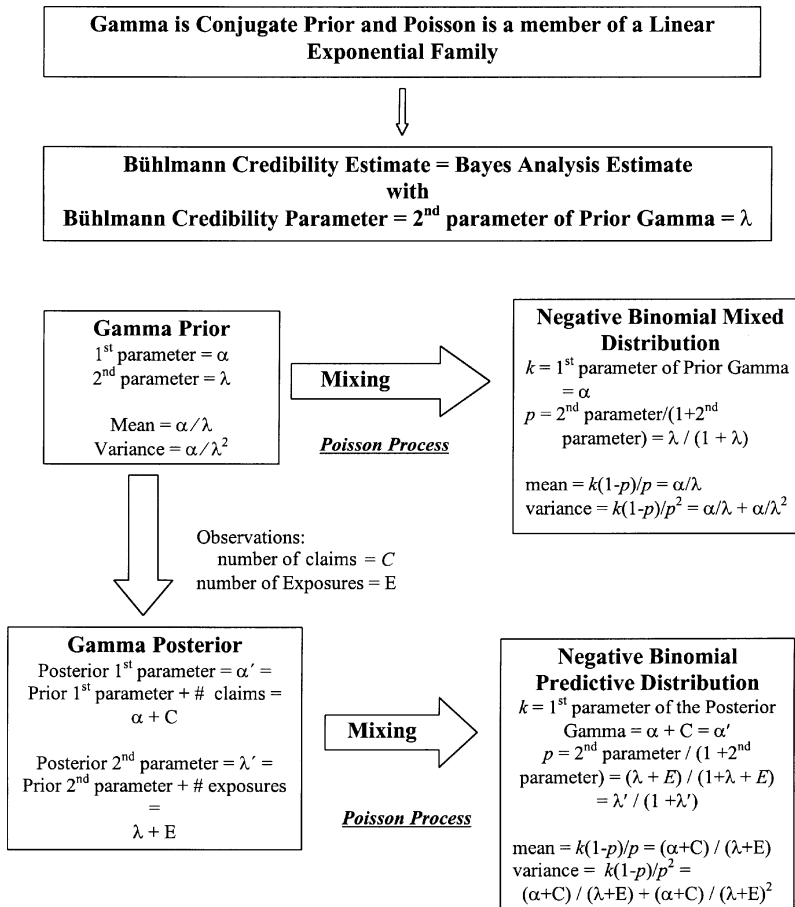 Gamma is Conjugate Prior and Poisson is a member of a Linear
Exponential Family
Bühlmann Credibility Estimate = Bayes Analysis Estimate
with
Bühlmann Credibility Parameter = 2nd parameter of Prior Gamma = λ
Gamma Prior
1st parameter = α
2nd parameter = λ
Mean = α/λ
Variance = α/λ²
Mixing
Poisson Process
Negative Binomial Mixed
Distribution
k = 1st parameter of Prior Gamma
= α
p = 2nd parameter/(1+2nd
parameter) = λ / (1 + λ)
mean = k(1-p)/p = α/λ
variance = k(1-p)/p² = α/λ + α/λ²
Observations:
number of claims = C
number of Exposures = E
Gamma Posterior
Posterior 1st parameter = α′ =
Prior 1st parameter + # claims =
α + C
Posterior 2nd parameter = λ′ =
Prior 2nd parameter + # exposures
=
λ + E
Mixing
Poisson Process
Negative Binomial
Predictive Distribution
k = 1st parameter of the Posterior
Gamma = α + C = α′
p = 2nd parameter / (1 +2nd
parameter) = (λ + E) / (1+λ + E)
= λ′ / (1 +λ′)
mean = k(1-p)/p = (α+C) / (λ+E)
variance = k(1-p)/p² =
(α+C) / (λ+E) + (α+C) / (λ+E)²